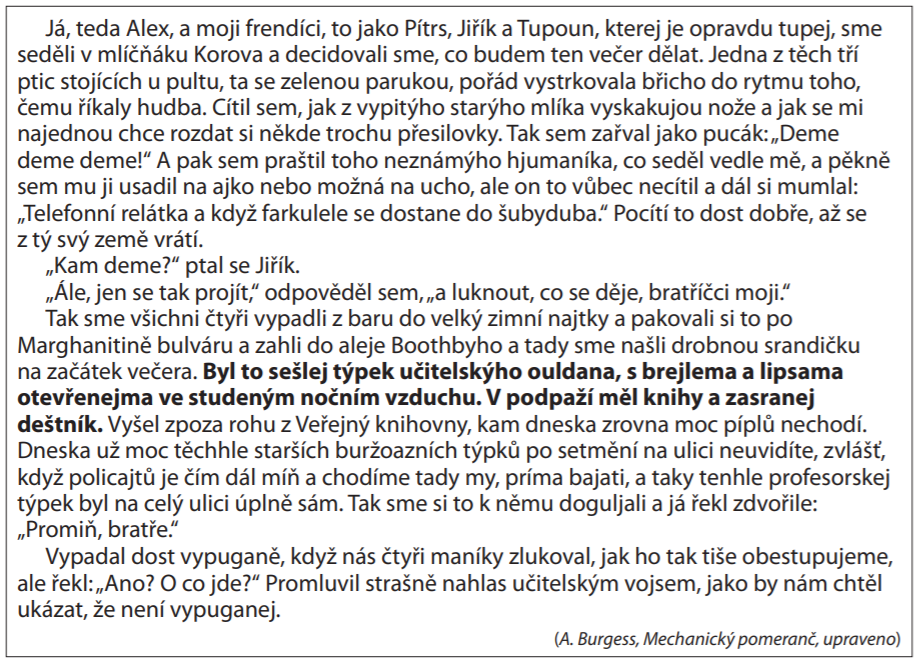 Já, teda Alex, a moji frendíci, to jako Pítrs, Jiřík a Tupoun, kterej je opravdu tupej, sme
seděli v mlíčňáku Korova a decidovali sme, co budem ten večer dělat. Jedna z těch tří
ptic stojících u pultu, ta se zelenou parukou, pořád vystrkovala břicho do rytmu toho,
čemu říkaly hudba. Cítil sem, jak z vypitýho starýho mlíka vyskakujou nože a jak se mi
najednou chce rozdat si někde trochu přesilovky. Tak sem zařval jako pucák: „Deme
deme deme!“ A pak sem praštil toho neznámýho hjumaníka, co seděl vedle mě, a pěkně
sem mu ji usadil na ajko nebo možná na ucho, ale on to vůbec necítil a dál si mumlal:
„Telefonní relátka a když farkulele se dostane do šubyduba.“ Pocítí to dost dobře, až se
z tý svý země vrátí.
„Kam deme?“ ptal se Jiřík.
„Ále, jen se tak projít,“ odpověděl sem, „a luknout, co se děje, bratříčci moji.“
Tak sme všichni čtyři vypadli z baru do velký zimní najtky a pakovali si to po
Marghanitině bulváru a zahli do aleje Boothbyho a tady sme našli drobnou srandičku
na začátek večera. Byl to sešlej týpek učitelskýho ouldana, s brejlema a lipsama
otevřenejma ve studeným nočním vzduchu. V podpaží měl knihy a zasranej
deštník. Vyšel zpoza rohu z Veřejný knihovny, kam dneska zrovna moc píplů nechodí.
Dneska už moc těchhle starších buržoazních týpků po setmění na ulici neuvidíte, zvlášť,
když policajtů je čím dál míň a chodíme tady my, príma bajati, a taky tenhle profesorskej
týpek byl na celý ulici úplně sám. Tak sme si to k němu doguljali a já řekl zdvořile:
„Promiň, bratře.“
Vypadal dost vypuganě, když nás čtyři maníky zlukoval, jak ho tak tiše obestupujeme,
ale řekl: „Ano? O co jde?“ Promluvil strašně nahlas učitelským vojsem, jako by nám chtěl
ukázat, že není vypuganej.
(A. Burgess, Mechanický pomeranč, upraveno)